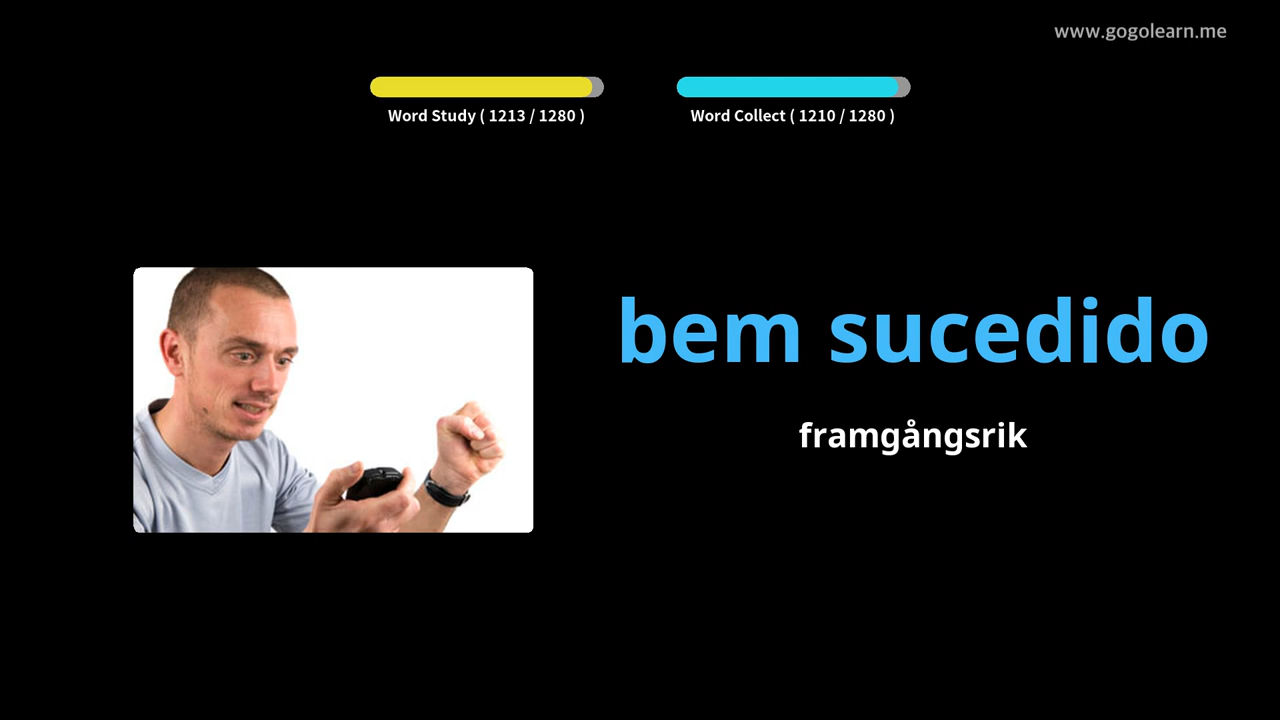 www.gogolearn.me
Word Study ( 1213 / 1280 )
Word Collect ( 1210 / 1280 )
bem sucedido
framgångsrik